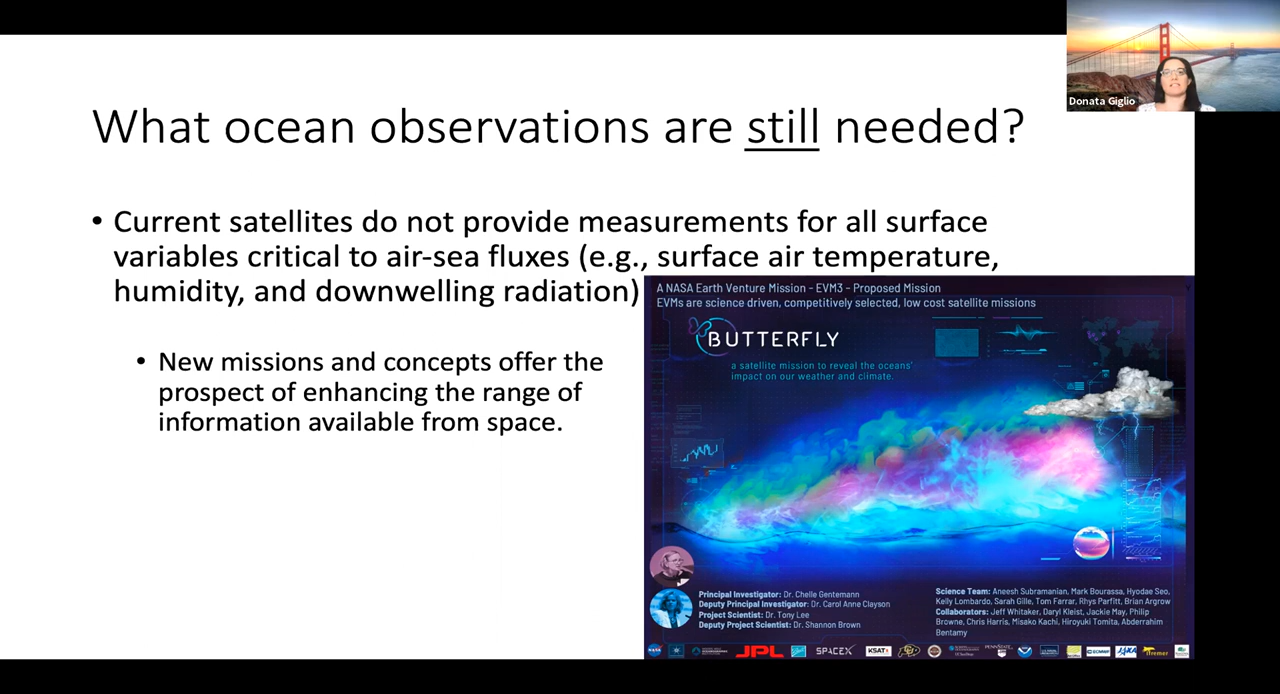 Donata Giglio
What ocean observations are still needed?
• Current satellites do not provide measurements for all surface
variables critical to air-sea fluxes (e.g., surface air temperature,
humidity, and downwelling radiation)
• New missions and concepts offer the
prospect of enhancing the range of
information available from space.
A NASA Earth Venture Mission - EVM3 - Proposed Mission
EVMs are science driven, competitively selected, low cost satellite missions
BUTTERFLY
a satellite mission to reveal the oceans'
impact on our weather and climate.
Principal Investigator: Dr. Chelle Gentemann
Deputy Principal Investigator: Dr. Carol Anne Clayson
Project Scientist: Dr. Tony Lee
Deputy Project Scientist: Dr. Shannon Brown
Science Team: Aneesh Subramanian, Mark Bourassa, Hyodae Seo,
Kelly Lombardo, Sarah Gille, Tom Farrar, Rhys Parfitt, Brian Argrow
Collaborators: Jeff Whitaker, Daryl Kleist, Jackie May, Philip
Browne, Chris Harris, Misako Kachi, Hiroyuki Tomita, Abderrahim
Bentamy
NASA JPL SPACEX KSAT PENNSTATE ECMWF JAXA Ifremer